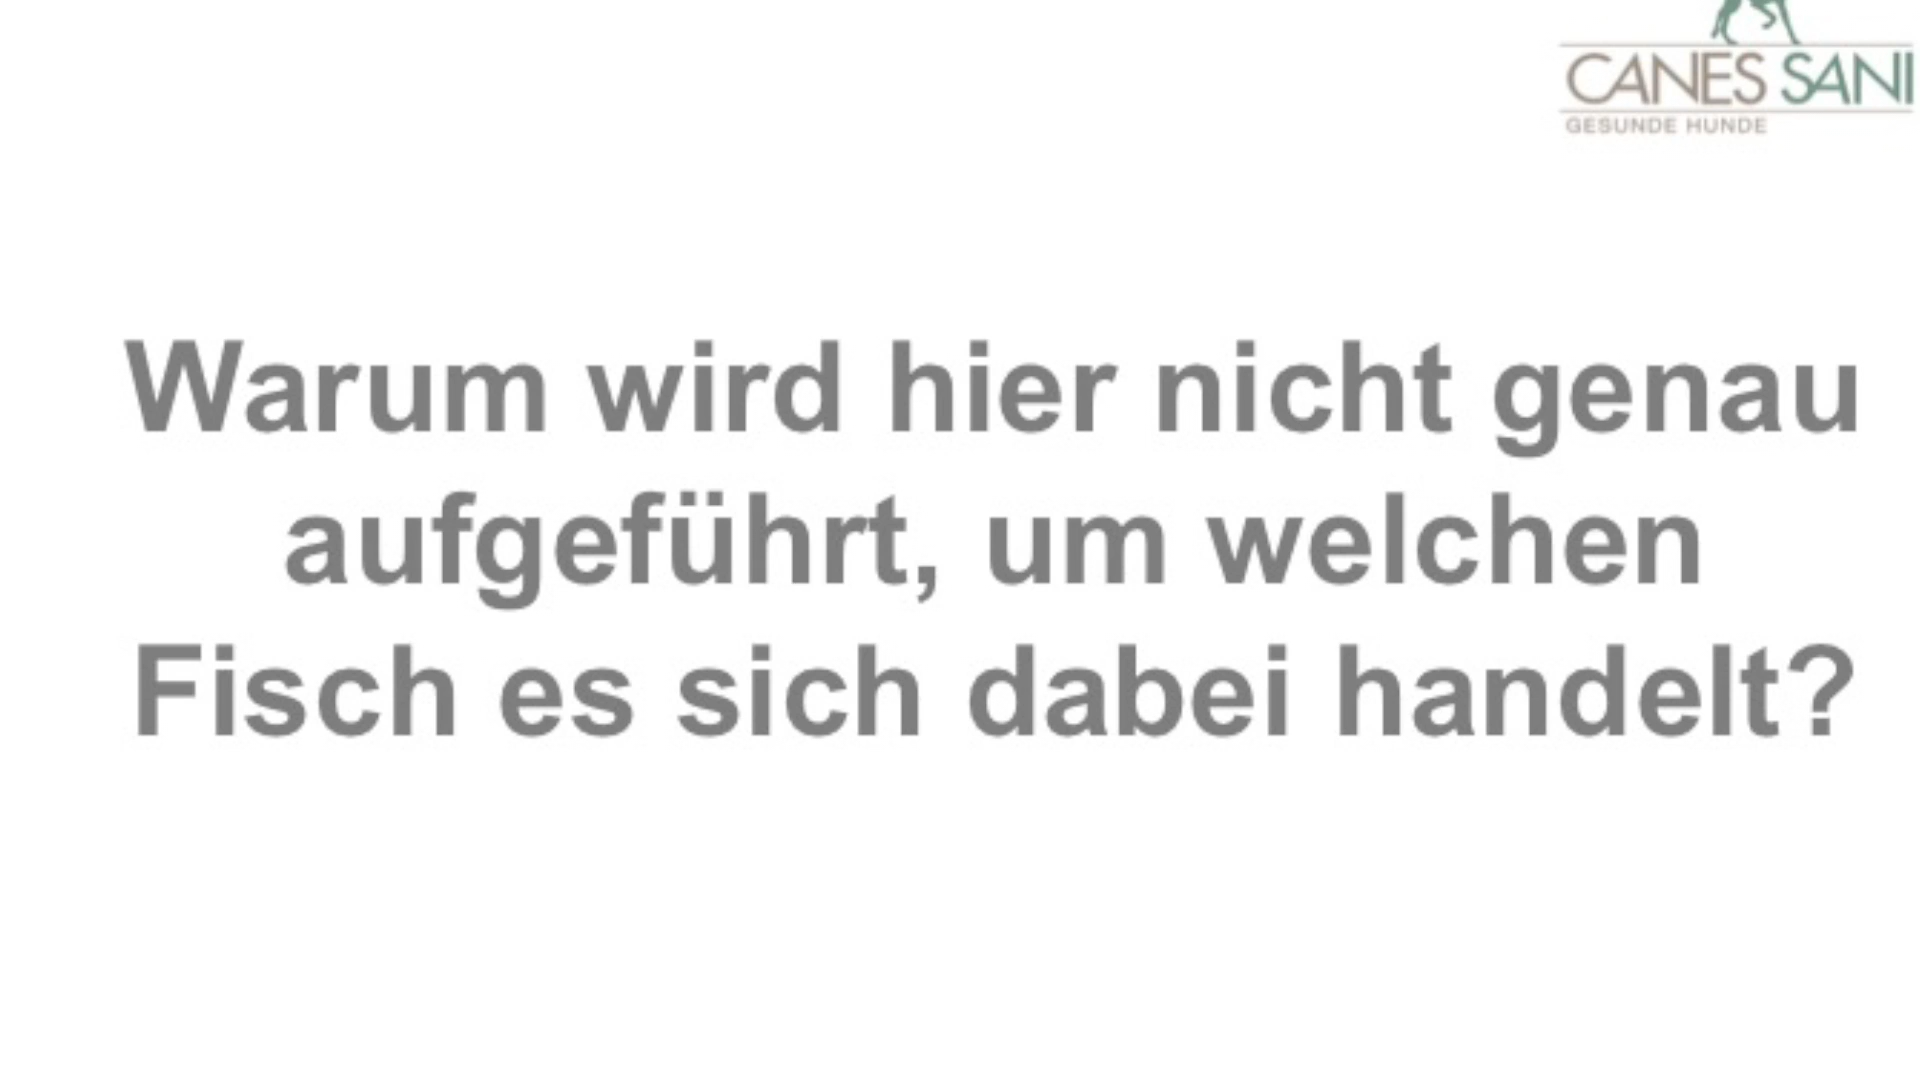 CANES SANI
GESUNDE HUNDE
Warum wird hier nicht genau
aufgeführt, um welchen
Fisch es sich dabei handelt?